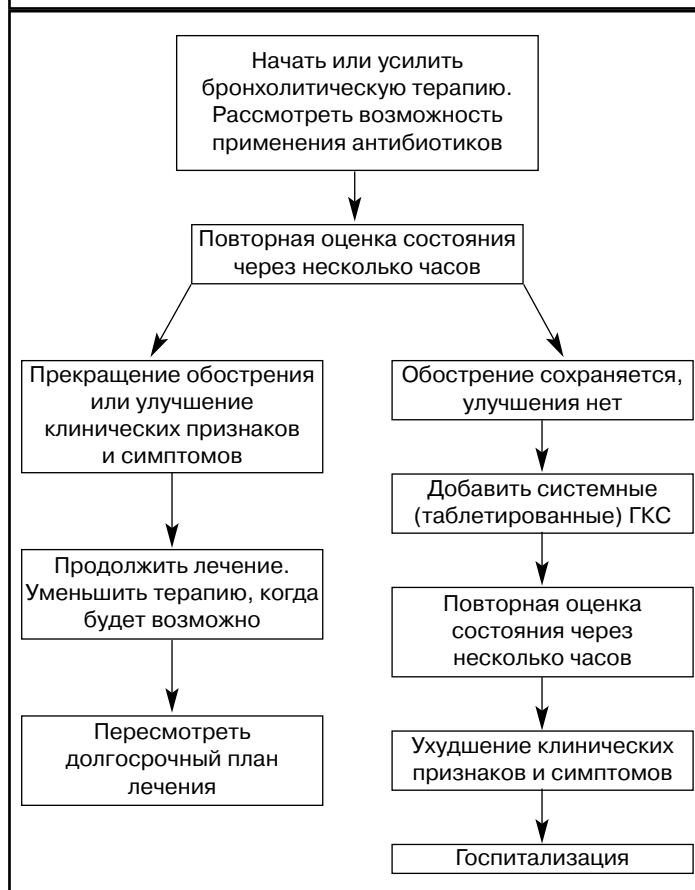 Начать или усилить
бронхолитическую терапию.
Рассмотреть возможность
применения антибиотиков
Повторная оценка состояния
через несколько часов
Прекращение обострения
или улучшение
клинических признаков
и симптомов
Продолжить лечение.
Уменьшить терапию, когда
будет возможно
Пересмотреть
долгосрочный план
лечения
Обострение сохраняется,
улучшения нет
Добавить системные
(таблетированные) ГКС
Повторная оценка
состояния через
несколько часов
Ухудшение клинических
признаков и симптомов
Госпитализация